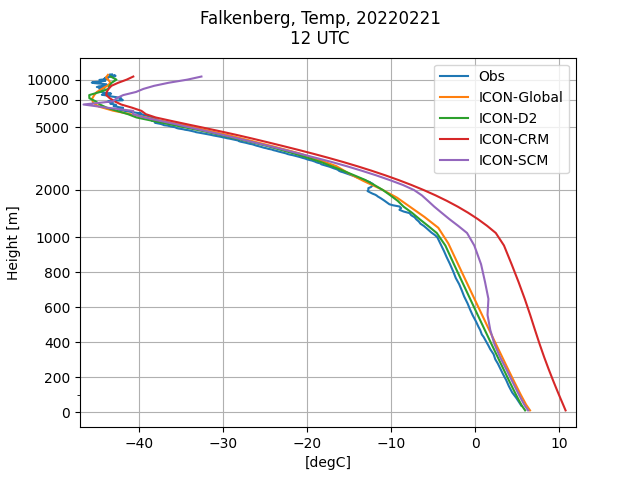 Falkenberg, Temp, 20220221
12 UTC
Obs
ICON-Global
ICON-D2
ICON-CRM
ICON-SCM
Height [m]
10000
7500
5000
2000
1000
800
600
400
200
0
−40
−30
−20
−10
0
10
[degC]